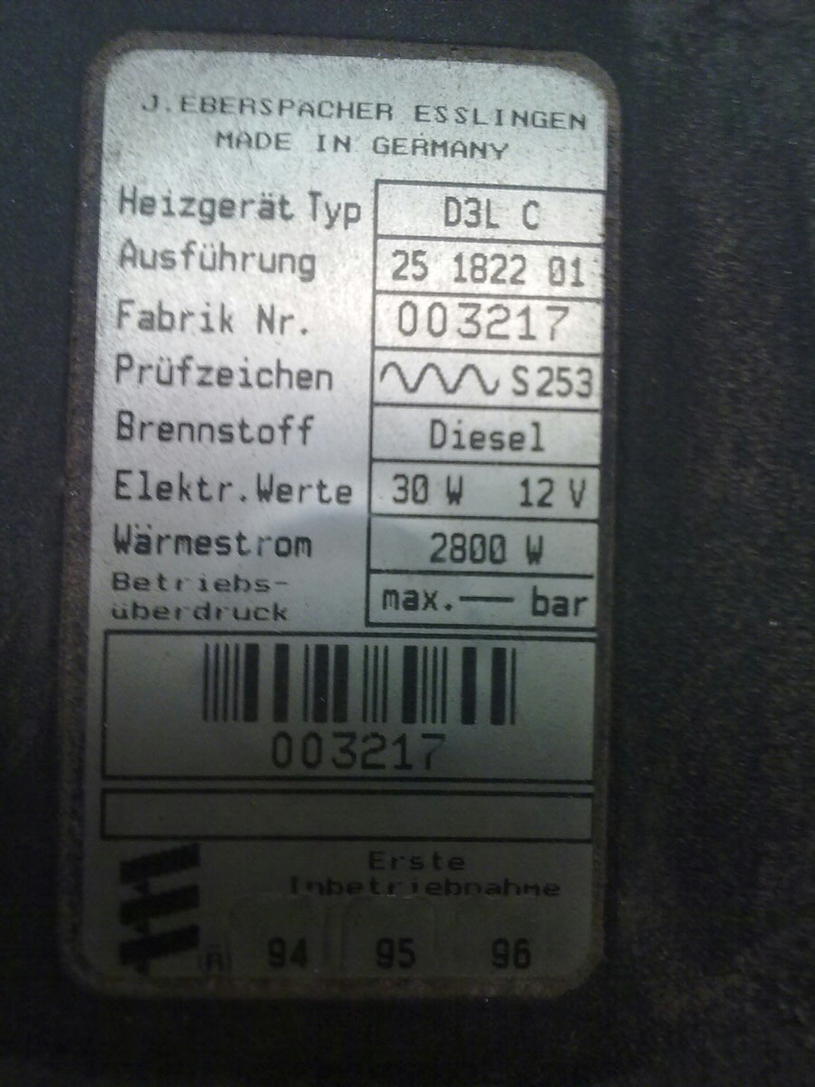 J. EBERSPACHER ESSLINGEN
MADE IN GERMANY
Heizgerät Typ D3L C
Ausführung 25 1822 01
Fabrik Nr. 003217
Prüfzeichen S253
Brennstoff Diesel
Elektr. Werte 30 W 12 V
Wärmestrom 2800 W
Betriebs-
überdruck max. — bar
003217
Erste
Inbetriebnahme
® 94 95 96